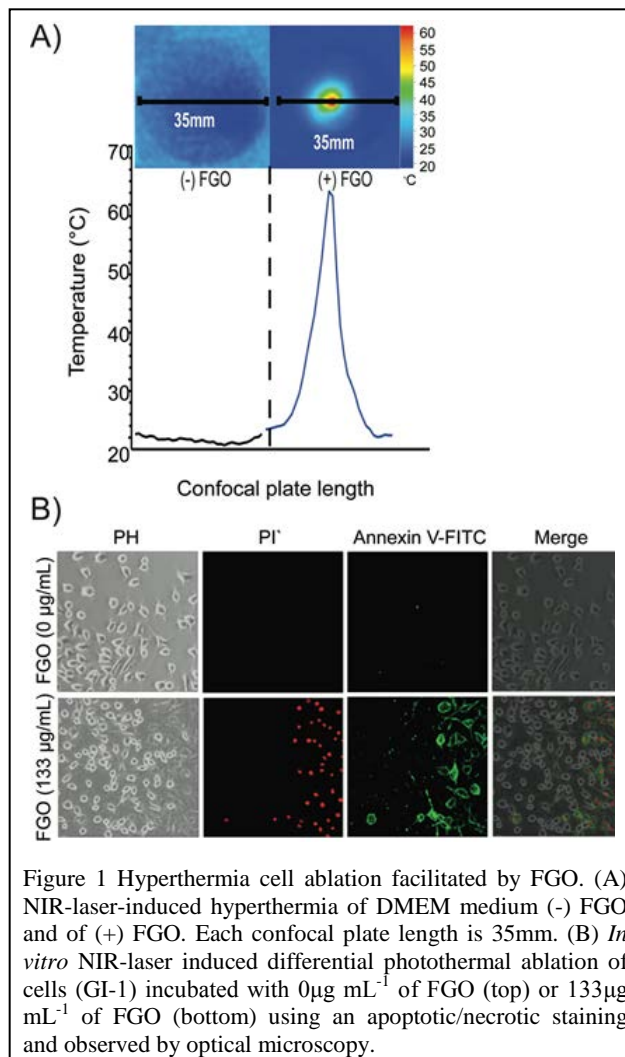 A)
60
55
50
45
40
35
30
25
20
°C
35mm
35mm
(-) FGO
(+) FGO
70
60
50
40
30
20
Temperature (°C)
Confocal plate length
B)
PH
PI`
Annexin V-FITC
Merge
FGO (0 µg/mL)
FGO (133 µg/mL)
Figure 1 Hyperthermia cell ablation facilitated by FGO. (A)
NIR-laser-induced hyperthermia of DMEM medium (-) FGO
and of (+) FGO. Each confocal plate length is 35mm. (B) In
vitro NIR-laser induced differential photothermal ablation of
cells (GI-1) incubated with 0µg mL-1 of FGO (top) or 133µg
mL-1 of FGO (bottom) using an apoptotic/necrotic staining
and observed by optical microscopy.